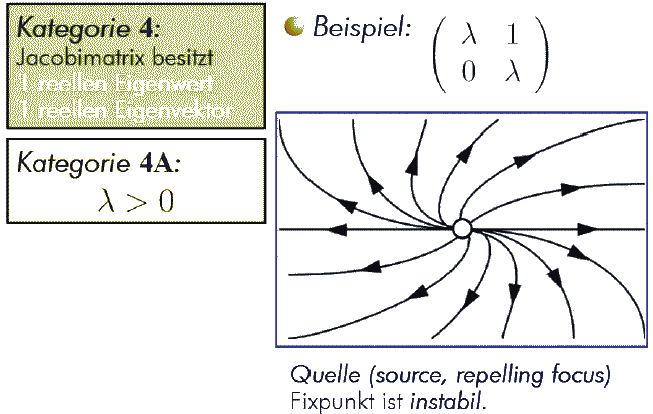 Kategorie 4:
Jacobimatrix besitzt
1 reellen Eigenwert
1 reellen Eigenvektor
Kategorie 4A:
λ > 0
Beispiel:
( λ 1
0 λ )
Quelle (source, repelling focus)
Fixpunkt ist instabil.